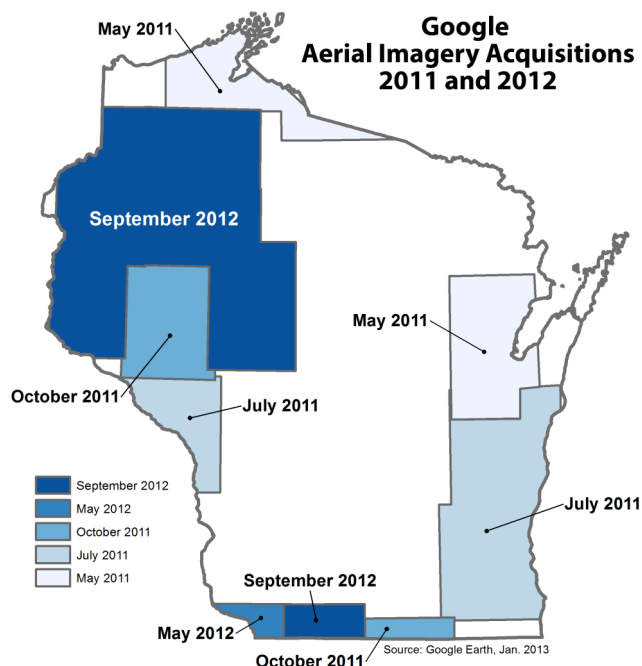 Google
Aerial Imagery Acquisitions
2011 and 2012
May 2011
September 2012
May 2011
October 2011
July 2011
September 2012
May 2012
October 2011
July 2011
May 2011
July 2011
September 2012
May 2012
October 2011
Source: Google Earth, Jan. 2013